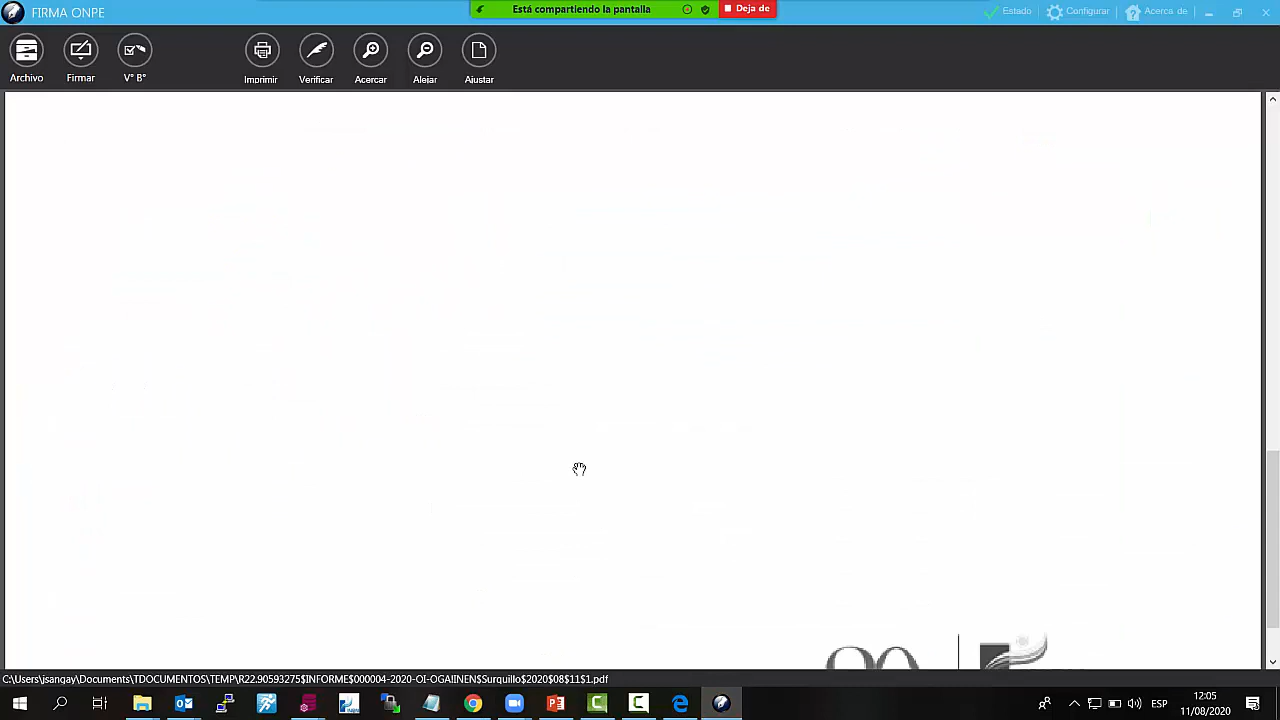 FIRMA ONPE
Está compartiendo la pantalla
Deja de
Estado
Configurar
Acerca de
Archivo
Firmar
V° B°
Imprimir
Verificar
Acercar
Alejar
Ajustar
C:\Users\jsangay\Documents\TDOCUMENTOS\TEMP\R22.90593275$INFORME$000004-2020-OI-OGAIINEN$Surquillo$2020$08$11$1.pdf
ESP
12:05
11/08/2020